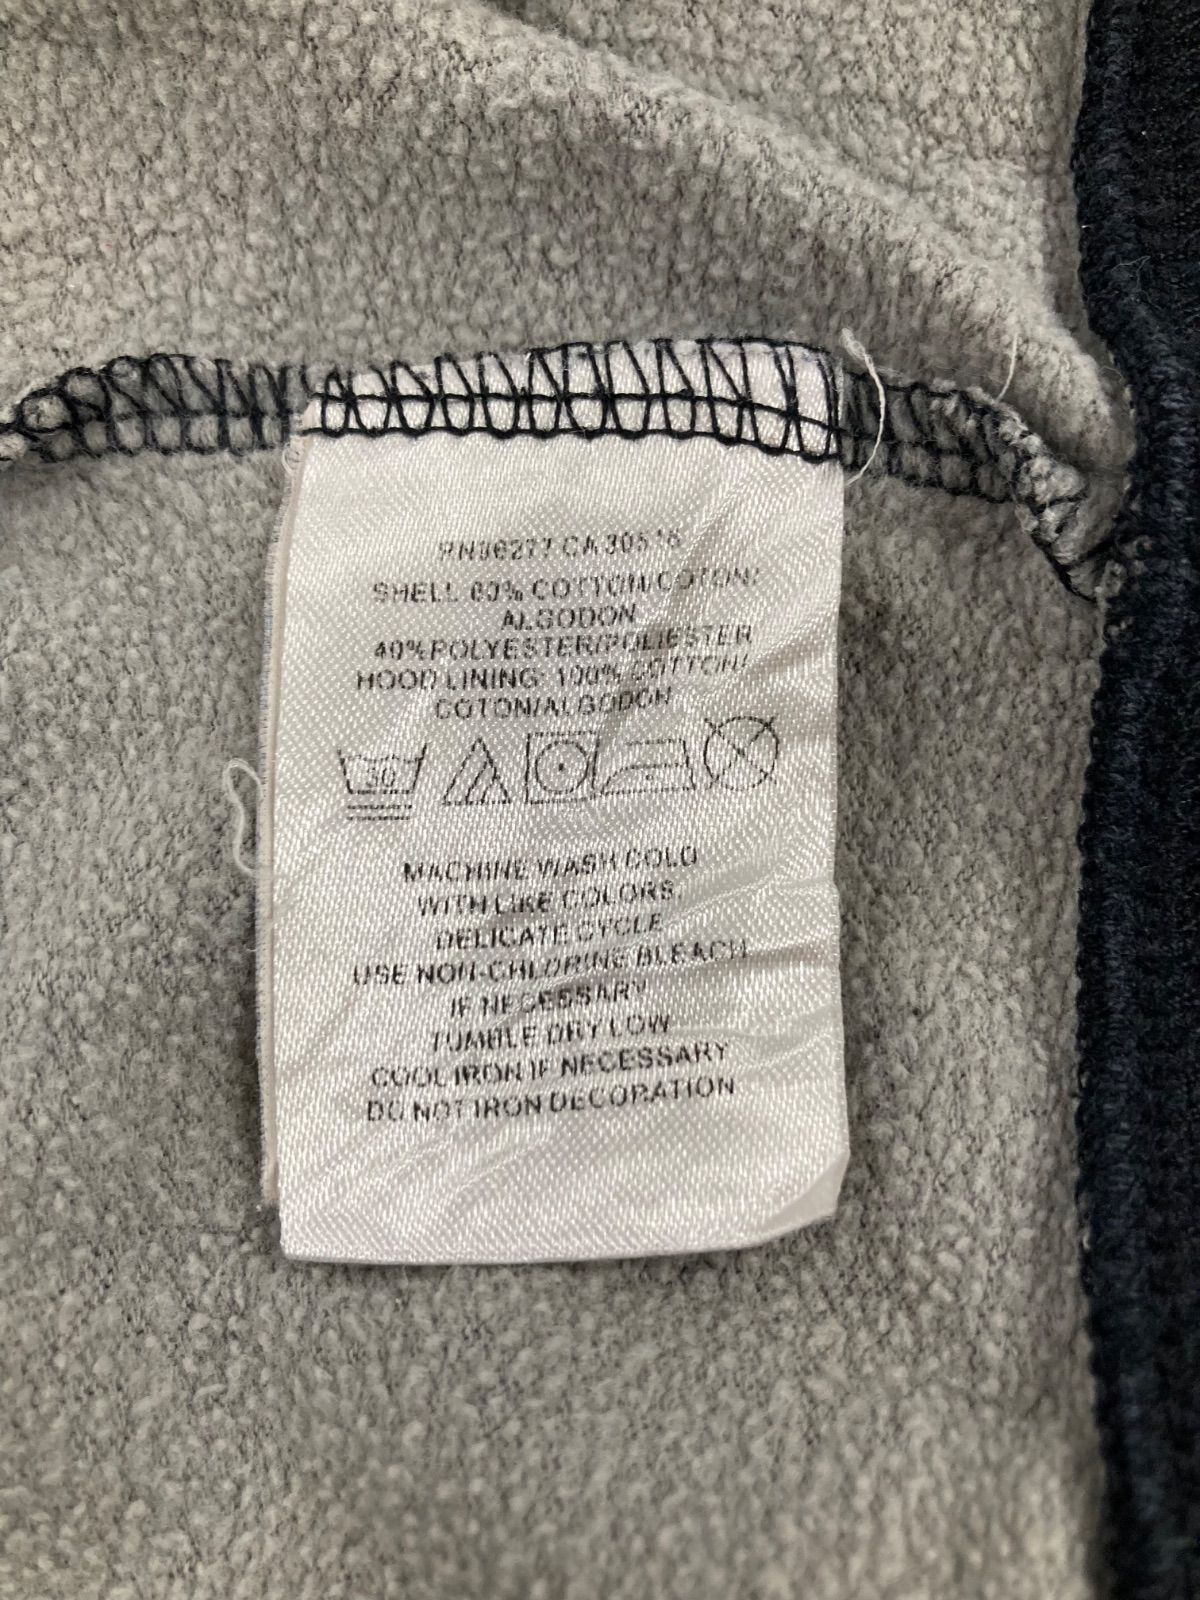 RN96277 CA30516
SHELL 60% COTTON/COTON/
ALGODON
40%POLYESTER/POLIESTER
HOOD LINING: 100% COTTON/
COTON/ALGODON
30
MACHINE WASH COLD
WITH LIKE COLORS.
DELICATE CYCLE
USE NON-CHLORINE BLEACH
IF NECESSARY
TUMBLE DRY LOW
COOL IRON IF NECESSARY
DO NOT IRON DECORATION